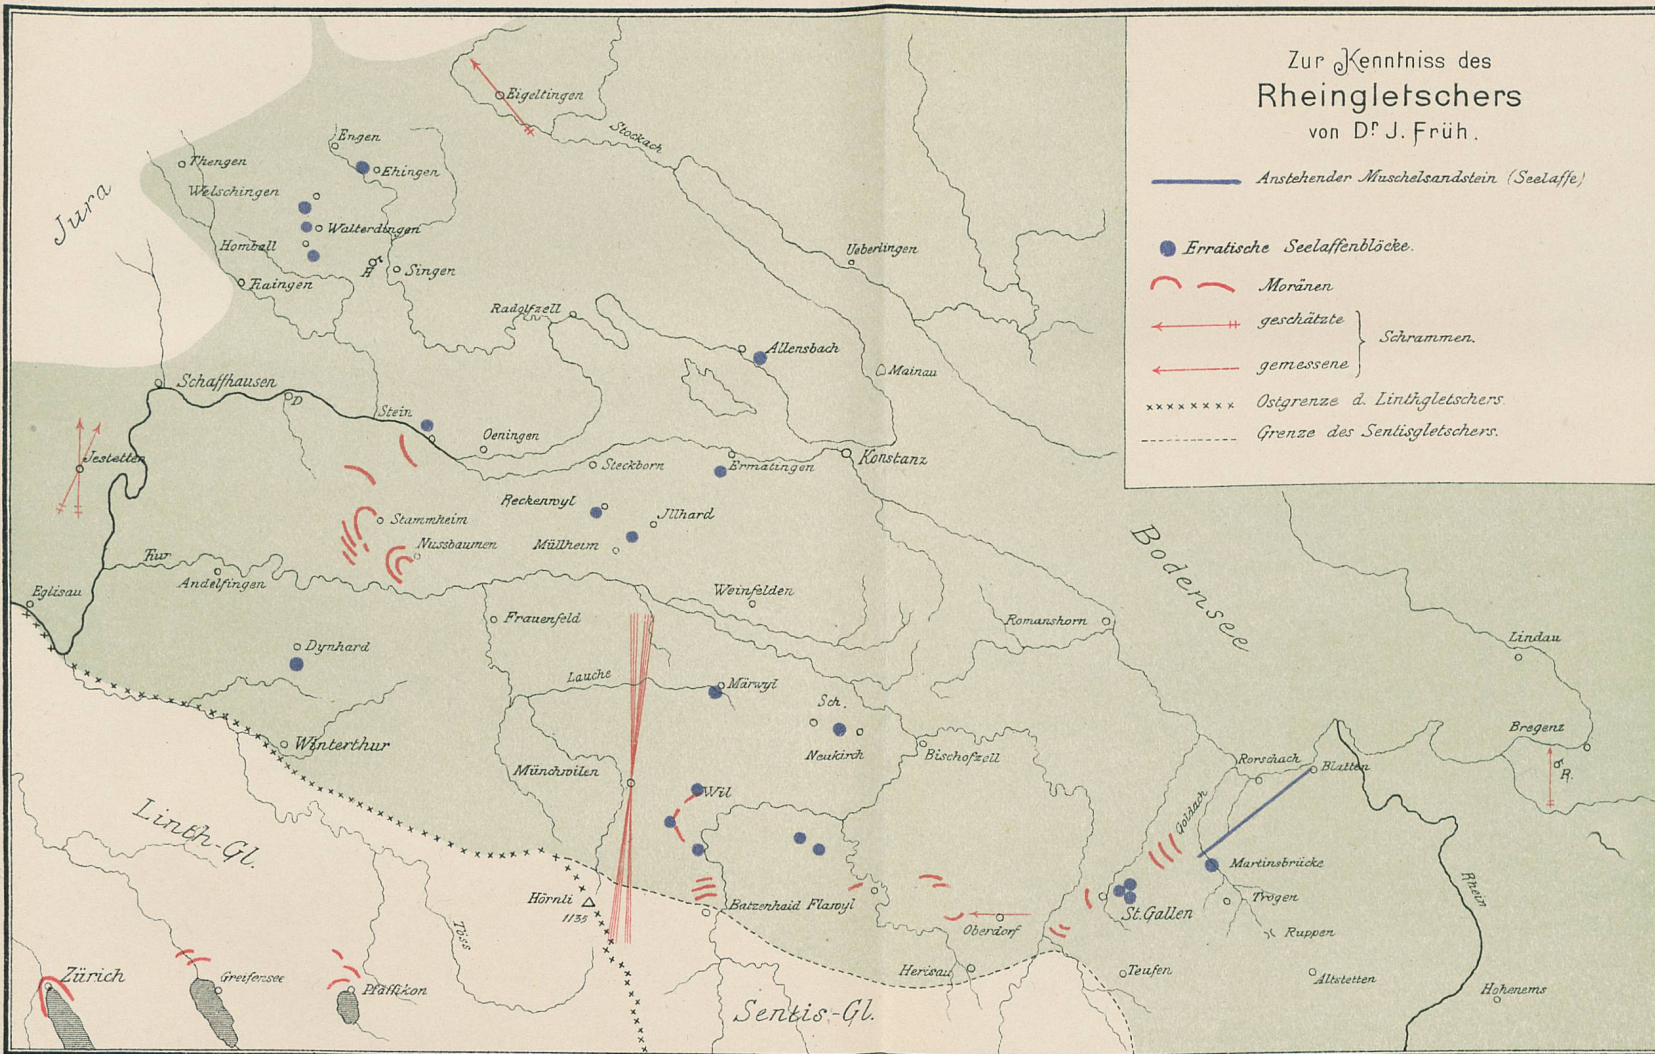 Zur Kenntniss des
Rheingletschers
von Dr J. Früh.
Anstehender Muschelsandstein (Seelaffe)
Erratische Seelaffenblöcke.
Moränen
geschätzte
Schrammen.
gemessene
Ostgrenze d. Linthgletschers.
Grenze des Sentisgletschers.
Eigeltingen
Stockach
Engen
Thengen
Ehingen
Welschingen
Jura
Walterdingen
Homboll
Ueberlingen
H
Singen
Radolfzell
Allensbach
Mainau
Schaffhausen
D
Stein
Oeningen
Jestetten
Steckborn
Ermatingen
Konstanz
Reckenwyl
Illhard
Stammheim
Nussbaumen
Müllheim
Bodensee
Tur
Andelfingen
Eglisau
Weinfelden
Frauenfeld
Romanshorn
Lindau
Dynhard
Lauche
Märwyl
Sch.
Bregenz
Winterthur
Neukirch
Bischofzell
Rorschach
Blatten
Münchwilen
R.
Wil
Goldach
Linth-Gl.
Martinsbrücke
Hörnli
1135
Batzenhaid
Flawyl
Trogen
Rhein
St. Gallen
Töss
Oberdorf
Ruppen
Zürich
Greifensee
Pfäffikon
Herisau
Teufen
Altstetten
Hohenems
Sentis-Gl.